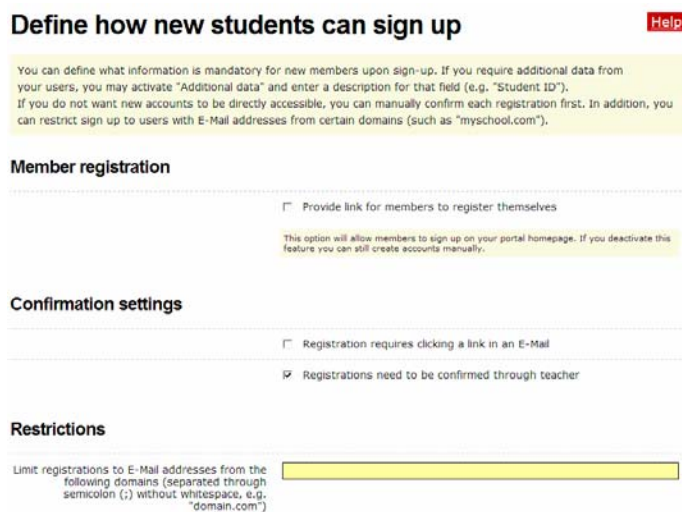 Define how new students can sign up
Help
You can define what information is mandatory for new members upon sign-up. If you require additional data from
your users, you may activate "Additional data" and enter a description for that field (e.g. "Student ID").
If you do not want new accounts to be directly accessible, you can manually confirm each registration first. In addition, you
can restrict sign up to users with E-Mail addresses from certain domains (such as "myschool.com").
Member registration
Provide link for members to register themselves
This option will allow members to sign up on your portal homepage. If you deactivate this
feature you can still create accounts manually.
Confirmation settings
Registration requires clicking a link in an E-Mail
Registrations need to be confirmed through teacher
Restrictions
Limit registrations to E-Mail addresses from the
following domains (separated through
semicolon (;) without whitespace, e.g.
"domain.com")